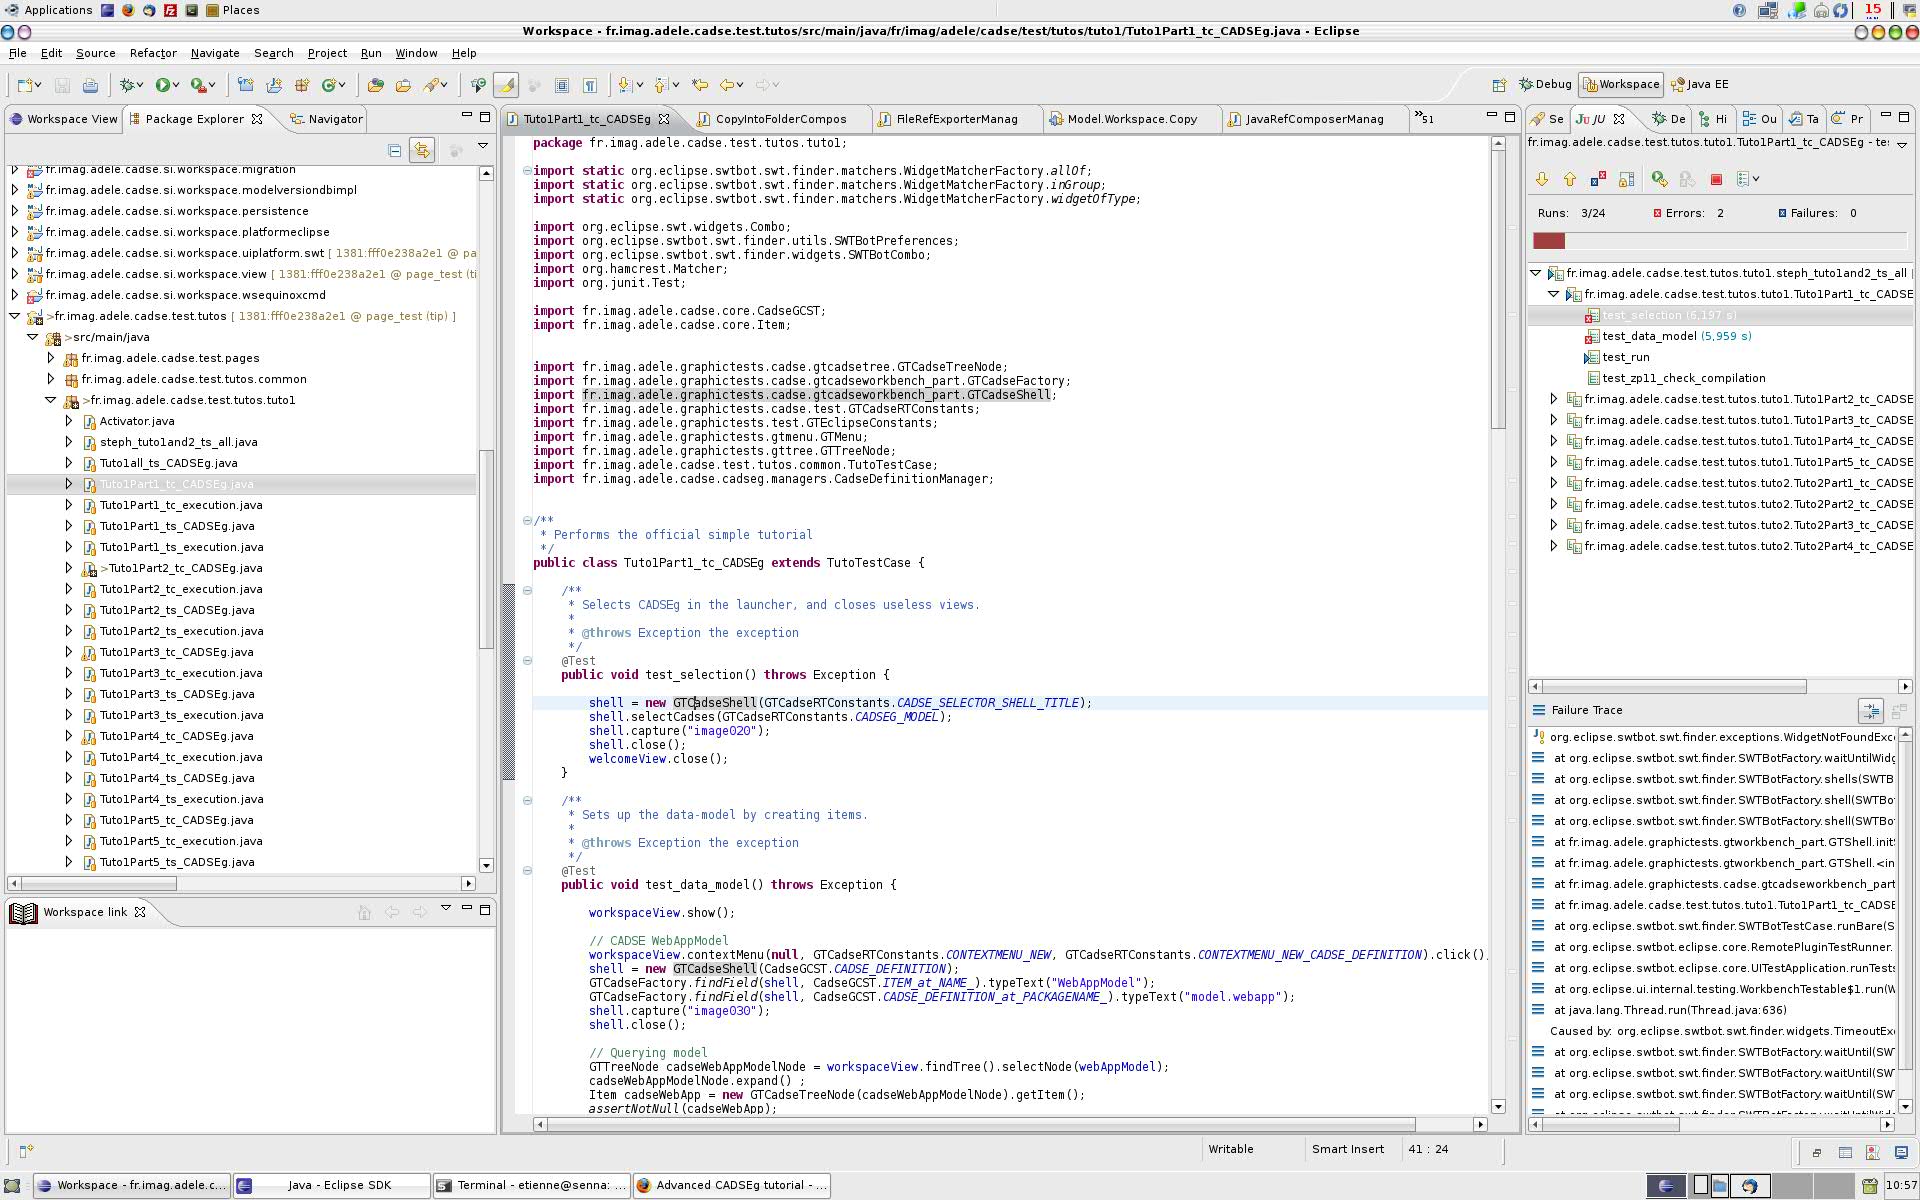 Applications Places 15
Workspace - fr.imag.adele.cadse.test.tutos/src/main/java/fr/imag/adele/cadse/test/tutos/tuto1/Tuto1Part1_tc_CADSEg.java - Eclipse
File Edit Source Refactor Navigate Search Project Run Window Help
Debug Workspace Java EE
Workspace View Package Explorer Navigator
fr.imag.adele.cadse.si.workspace.migration
fr.imag.adele.cadse.si.workspace.modelversiondbimpl
fr.imag.adele.cadse.si.workspace.persistence
fr.imag.adele.cadse.si.workspace.platformeclipse
fr.imag.adele.cadse.si.workspace.uiplatform.swt [ 1381:fff0e238a2e1 @ pa
fr.imag.adele.cadse.si.workspace.view [ 1381:fff0e238a2e1 @ page_test (ti
fr.imag.adele.cadse.si.workspace.wsequinoxcmd
>fr.imag.adele.cadse.test.tutos [ 1381:fff0e238a2e1 @ page_test (tip) ]
>src/main/java
fr.imag.adele.cadse.test.pages
fr.imag.adele.cadse.test.tutos.common
>fr.imag.adele.cadse.test.tutos.tuto1
Activator.java
steph_tuto1and2_ts_all.java
Tuto1all_ts_CADSEg.java
Tuto1Part1_tc_CADSEg.java
Tuto1Part1_tc_execution.java
Tuto1Part1_ts_CADSEg.java
Tuto1Part1_ts_execution.java
>Tuto1Part2_tc_CADSEg.java
Tuto1Part2_tc_execution.java
Tuto1Part2_ts_CADSEg.java
Tuto1Part2_ts_execution.java
Tuto1Part3_tc_CADSEg.java
Tuto1Part3_tc_execution.java
Tuto1Part3_ts_CADSEg.java
Tuto1Part3_ts_execution.java
Tuto1Part4_tc_CADSEg.java
Tuto1Part4_tc_execution.java
Tuto1Part4_ts_CADSEg.java
Tuto1Part4_ts_execution.java
Tuto1Part5_tc_CADSEg.java
Tuto1Part5_tc_execution.java
Tuto1Part5_ts_CADSEg.java
Workspace link
Tuto1Part1_tc_CADSEg CopyIntoFolderCompos FileRefExporterManag Model.Workspace.Copy JavaRefComposerManag »51
package fr.imag.adele.cadse.test.tutos.tuto1;
import static org.eclipse.swtbot.swt.finder.matchers.WidgetMatcherFactory.allOf;
import static org.eclipse.swtbot.swt.finder.matchers.WidgetMatcherFactory.inGroup;
import static org.eclipse.swtbot.swt.finder.matchers.WidgetMatcherFactory.widgetOfType;
import org.eclipse.swt.widgets.Combo;
import org.eclipse.swtbot.swt.finder.utils.SWTBotPreferences;
import org.eclipse.swtbot.swt.finder.widgets.SWTBotCombo;
import org.hamcrest.Matcher;
import org.junit.Test;
import fr.imag.adele.cadse.core.CadseGCST;
import fr.imag.adele.cadse.core.Item;
import fr.imag.adele.graphictests.cadse.gtcadsetree.GTCadseTreeNode;
import fr.imag.adele.graphictests.cadse.gtcadseworkbench_part.GTCadseFactory;
import fr.imag.adele.graphictests.cadse.gtcadseworkbench_part.GTCadseShell;
import fr.imag.adele.graphictests.cadse.test.GTCadseRTConstants;
import fr.imag.adele.graphictests.test.GTEclipseConstants;
import fr.imag.adele.graphictests.gtmenu.GTMenu;
import fr.imag.adele.graphictests.gttree.GTTreeNode;
import fr.imag.adele.cadse.test.tutos.common.TutoTestCase;
import fr.imag.adele.cadse.cadseg.managers.CadseDefinitionManager;
/**
* Performs the official simple tutorial
*/
public class Tuto1Part1_tc_CADSEg extends TutoTestCase {
/**
* Selects CADSEg in the launcher, and closes useless views.
*
* @throws Exception the exception
*/
@Test
public void test_selection() throws Exception {
shell = new GTCadseShell(GTCadseRTConstants.CADSE_SELECTOR_SHELL_TITLE);
shell.selectCadses(GTCadseRTConstants.CADSEG_MODEL);
shell.capture("image020");
shell.close();
welcomeView.close();
}
/**
* Sets up the data-model by creating items.
*
* @throws Exception the exception
*/
@Test
public void test_data_model() throws Exception {
workspaceView.show();
// CADSE WebAppModel
workspaceView.contextMenu(null, GTCadseRTConstants.CONTEXTMENU_NEW, GTCadseRTConstants.CONTEXTMENU_NEW_CADSE_DEFINITION).click().
shell = new GTCadseShell(CadseGCST.CADSE_DEFINITION);
GTCadseFactory.findField(shell, CadseGCST.ITEM_at_NAME_).typeText("WebAppModel");
GTCadseFactory.findField(shell, CadseGCST.CADSE_DEFINITION_at_PACKAGENAME_).typeText("model.webapp");
shell.capture("image030");
shell.close();
// Querying model
GTTreeNode cadseWebAppModelNode = workspaceView.findTree().selectNode(webAppModel);
cadseWebAppModelNode.expand() ;
Item cadseWebApp = new GTCadseTreeNode(cadseWebAppModelNode).getItem();
assertNotNull(cadseWebApp);
Se JU De Hi Ou Ta Pr
fr.imag.adele.cadse.test.tutos.tuto1.Tuto1Part1_tc_CADSEg - te:
Runs: 3/24 Errors: 2 Failures: 0
fr.imag.adele.cadse.test.tutos.tuto1.steph_tuto1and2_ts_all
fr.imag.adele.cadse.test.tutos.tuto1.Tuto1Part1_tc_CADSE
test_selection (6,197 s)
test_data_model (5,959 s)
test_run
test_zp11_check_compilation
fr.imag.adele.cadse.test.tutos.tuto1.Tuto1Part2_tc_CADSE
fr.imag.adele.cadse.test.tutos.tuto1.Tuto1Part3_tc_CADSE
fr.imag.adele.cadse.test.tutos.tuto1.Tuto1Part4_tc_CADSE
fr.imag.adele.cadse.test.tutos.tuto1.Tuto1Part5_tc_CADSE
fr.imag.adele.cadse.test.tutos.tuto2.Tuto2Part1_tc_CADSE
fr.imag.adele.cadse.test.tutos.tuto2.Tuto2Part2_tc_CADSE
fr.imag.adele.cadse.test.tutos.tuto2.Tuto2Part3_tc_CADSE
fr.imag.adele.cadse.test.tutos.tuto2.Tuto2Part4_tc_CADSE
Failure Trace
org.eclipse.swtbot.swt.finder.exceptions.WidgetNotFoundExc
at org.eclipse.swtbot.swt.finder.SWTBotFactory.waitUntilWidg
at org.eclipse.swtbot.swt.finder.SWTBotFactory.shells(SWTB
at org.eclipse.swtbot.swt.finder.SWTBotFactory.shell(SWTBo
at org.eclipse.swtbot.swt.finder.SWTBotFactory.shell(SWTBo
at fr.imag.adele.graphictests.gtworkbench_part.GTShell.init
at fr.imag.adele.graphictests.gtworkbench_part.GTShell.<in
at fr.imag.adele.graphictests.cadse.gtcadseworkbench_part
at fr.imag.adele.cadse.test.tutos.tuto1.Tuto1Part1_tc_CADSE
at org.eclipse.swtbot.swt.finder.SWTBotTestCase.runBare(S
at org.eclipse.swtbot.eclipse.core.RemotePluginTestRunner.
at org.eclipse.swtbot.eclipse.core.UITestApplication.runTests
at org.eclipse.ui.internal.testing.WorkbenchTestable$1.run(W
at java.lang.Thread.run(Thread.java:636)
Caused by: org.eclipse.swtbot.swt.finder.widgets.TimeoutEx
at org.eclipse.swtbot.swt.finder.SWTBotFactory.waitUntil(SW
at org.eclipse.swtbot.swt.finder.SWTBotFactory.waitUntil(SW
at org.eclipse.swtbot.swt.finder.SWTBotFactory.waitUntil(SW
Writable Smart Insert 41 : 24
Workspace - fr.imag.adele.c... Java - Eclipse SDK Terminal - etienne@senna: ... Advanced CADSEg tutorial - ... 10:57